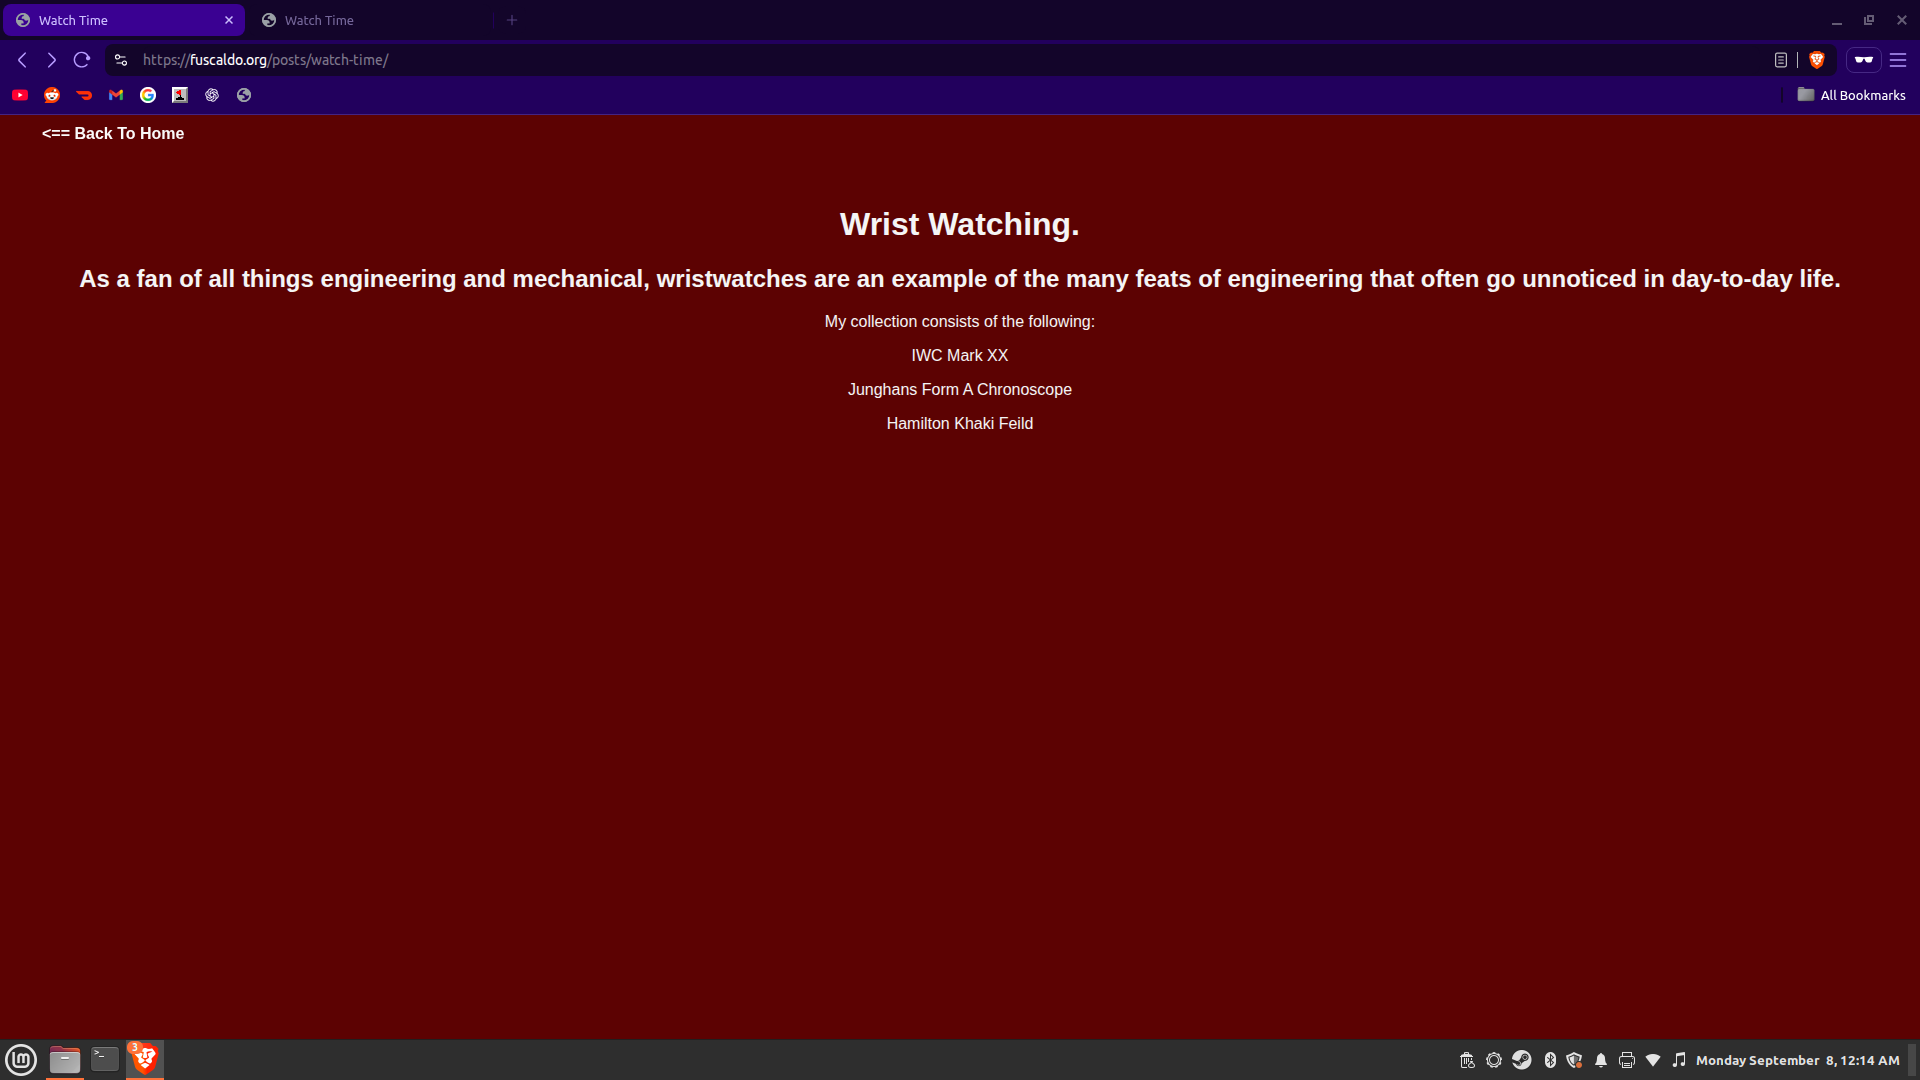 Watch Time
Watch Time
https://fuscaldo.org/posts/watch-time/
All Bookmarks
<== Back To Home
Wrist Watching.
As a fan of all things engineering and mechanical, wristwatches are an example of the many feats of engineering that often go unnoticed in day-to-day life.
My collection consists of the following:
IWC Mark XX
Junghans Form A Chronoscope
Hamilton Khaki Feild
3
Monday September 8, 12:14 AM